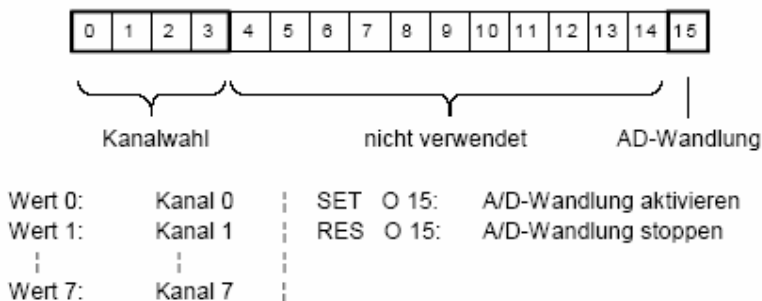 0 1 2 3 4 5 6 7 8 9 10 11 12 13 14 15
Kanalwahl nicht verwendet AD-Wandlung
Wert 0: Kanal 0 SET O 15: A/D-Wandlung aktivieren
Wert 1: Kanal 1 RES O 15: A/D-Wandlung stoppen
Wert 7: Kanal 7